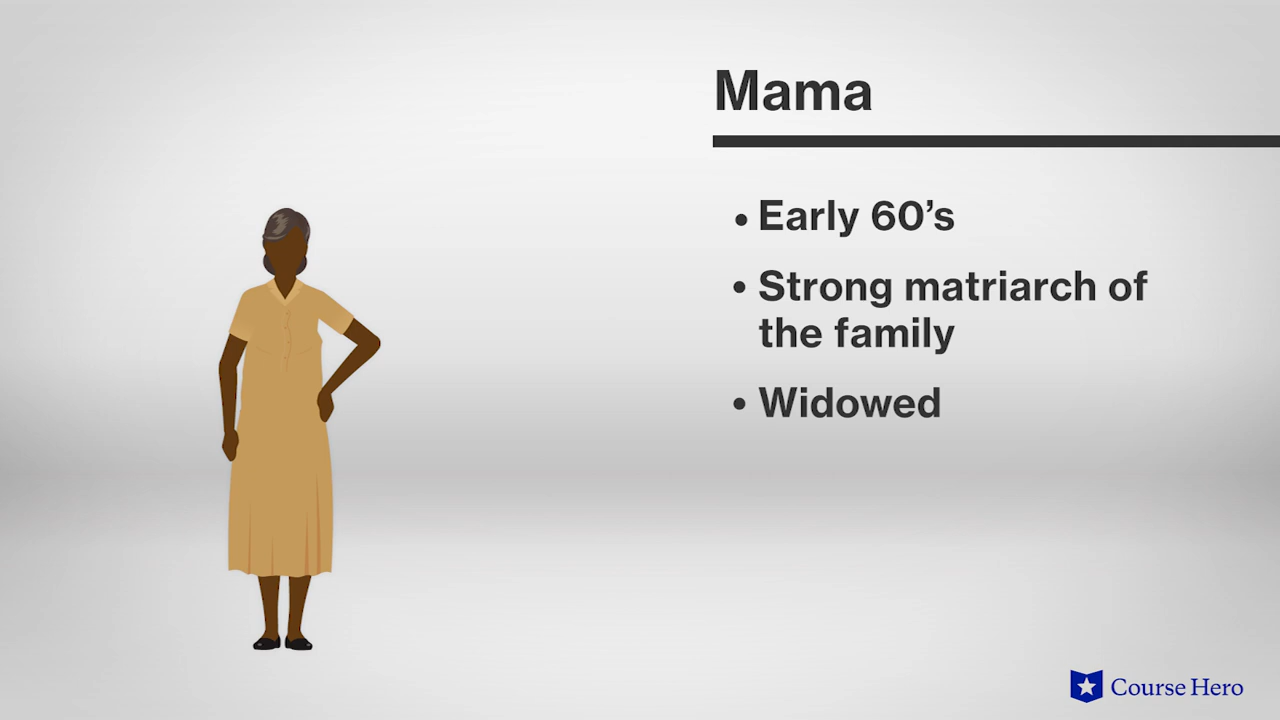 Mama
• Early 60’s
• Strong matriarch of
the family
• Widowed
Course Hero